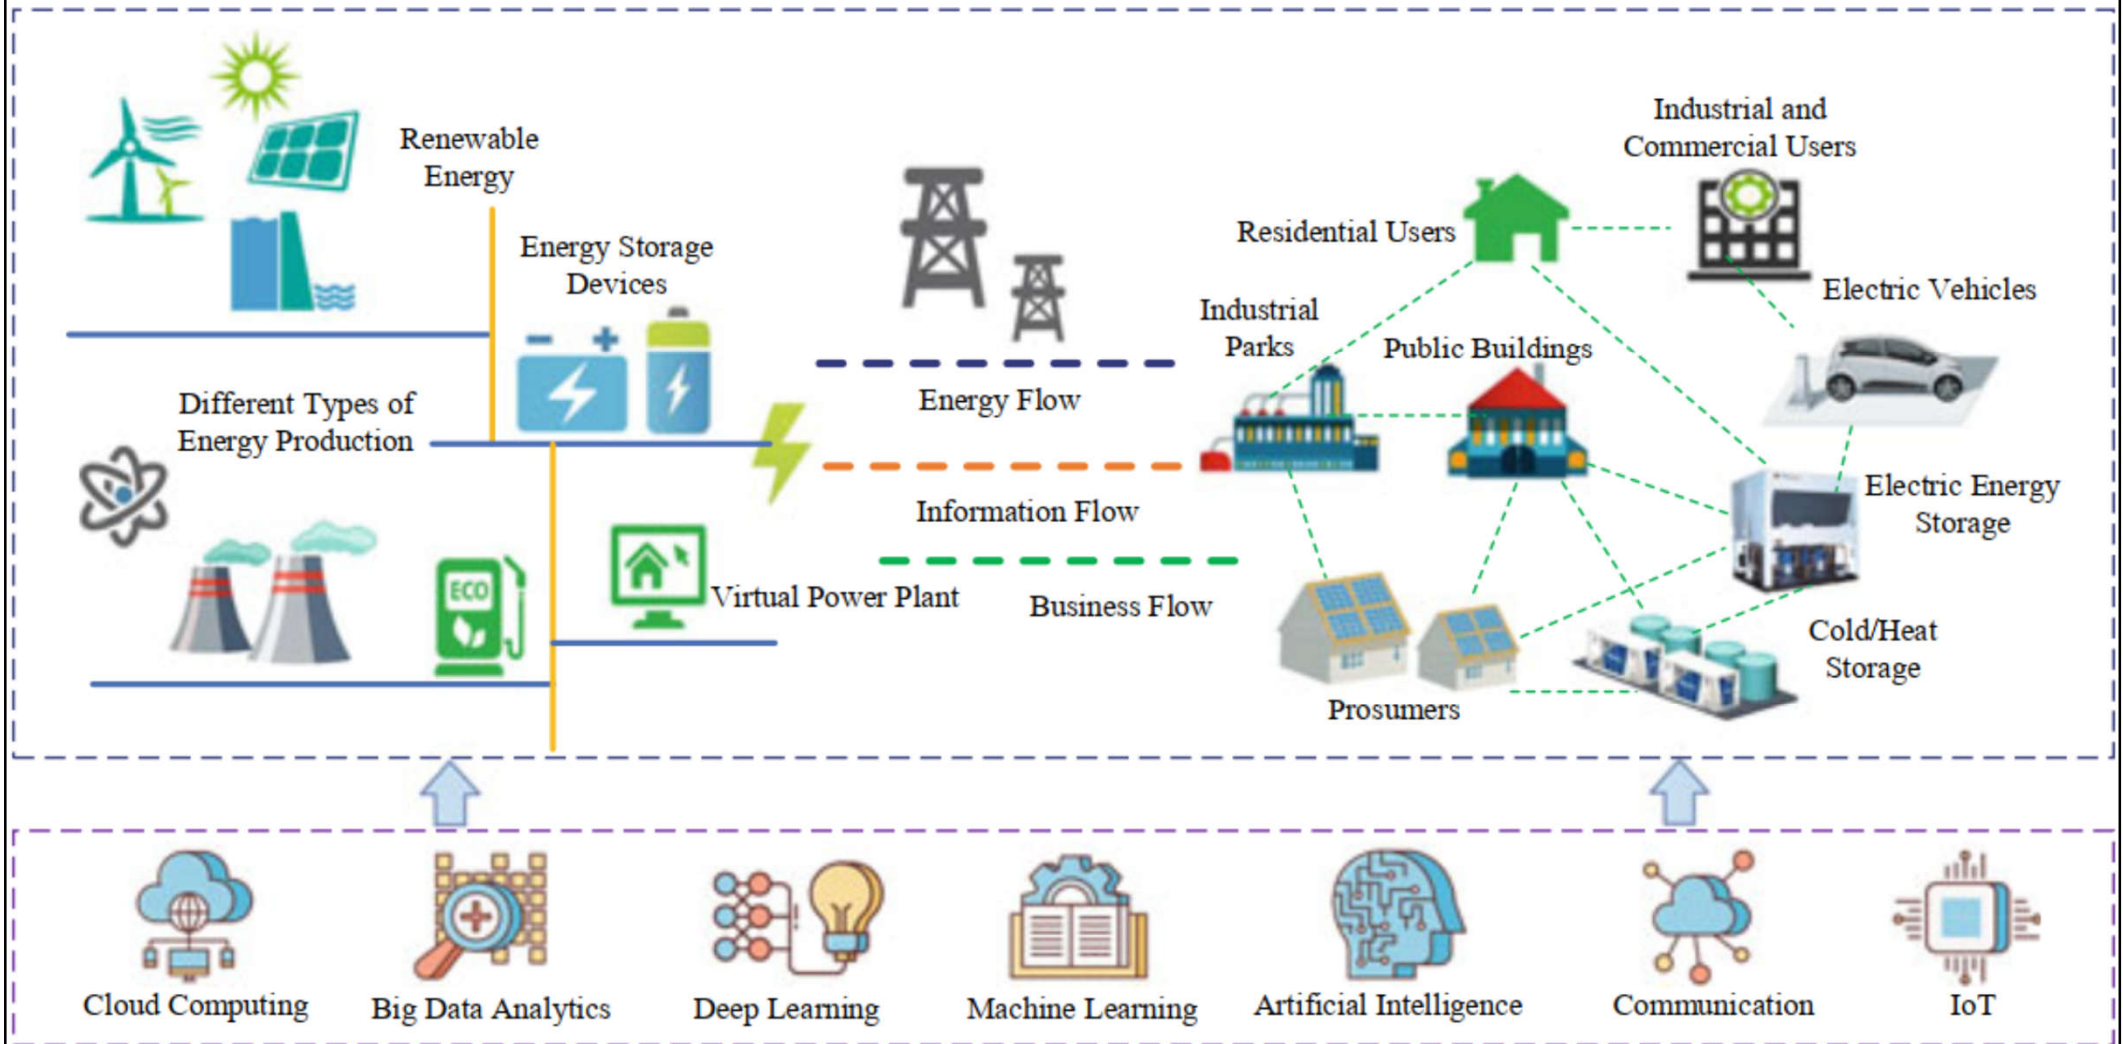 Renewable
Energy
Energy Storage
Devices
Different Types of
Energy Production
ECO
Virtual Power Plant
Energy Flow
Information Flow
Business Flow
Industrial and
Commercial Users
Residential Users
Electric Vehicles
Industrial
Parks
Public Buildings
Electric Energy
Storage
Cold/Heat
Storage
Prosumers
Cloud Computing
Big Data Analytics
Deep Learning
Machine Learning
Artificial Intelligence
Communication
IoT